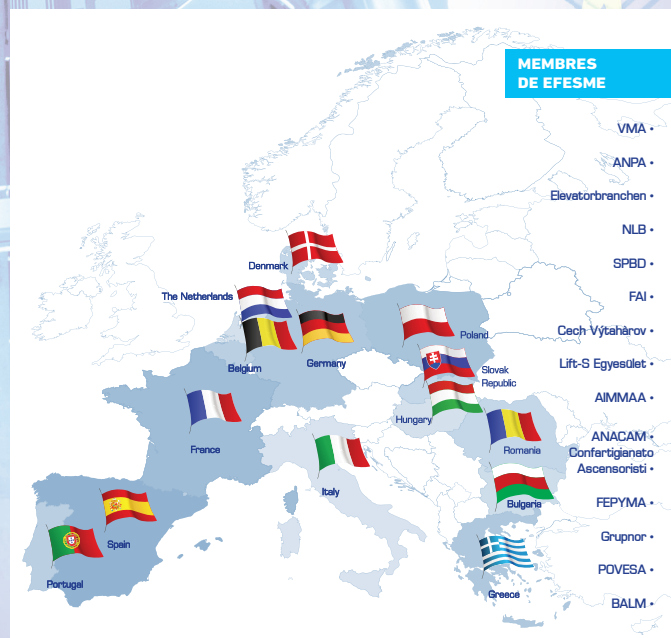 MEMBRES
DE EFESME
VMA •
ANPA •
Elevatorbranchen •
NLB •
SPBD •
FAI •
Cech Výtahàrov •
Lift-S Egyesület •
AIMMAA •
ANACAM •
Confartigianato
Ascensoristi •
FEPYMA •
Grupnor •
POVESA •
BALM •
Denmark
The Netherlands
Belgium
Germany
Poland
Slovak
Republic
Hungary
France
Romania
Italy
Bulgaria
Spain
Portugal
Greece